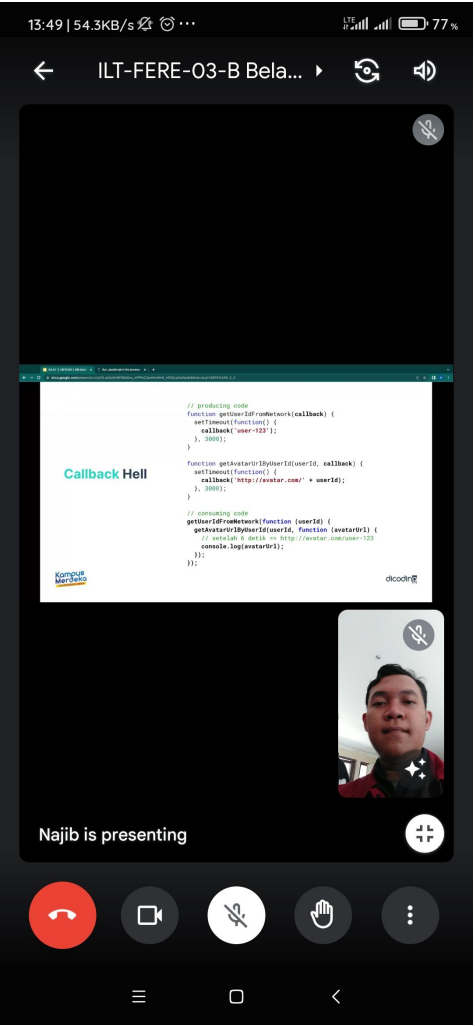 13:49 | 54.3KB/s
LTE
77 %
ILT-FERE-03-B Bela...
Callback Hell
// producing code
function getUserIdFromNetwork(callback) {
setTimeout(function() {
callback('user-123');
}, 3000);
}
function getAvatarUrlByUserId(userId, callback) {
setTimeout(function() {
callback('http://avatar.com/' + userId);
}, 3000);
}
// consuming code
getUserIdFromNetwork(function (userId) {
getAvatarUrlByUserId(userId, function (avatarUrl) {
// setelah 6 detik => http://avatar.com/user-123
console.log(avatarUrl);
});
});
Kampus
Merdeka
dicoding
Najib is presenting